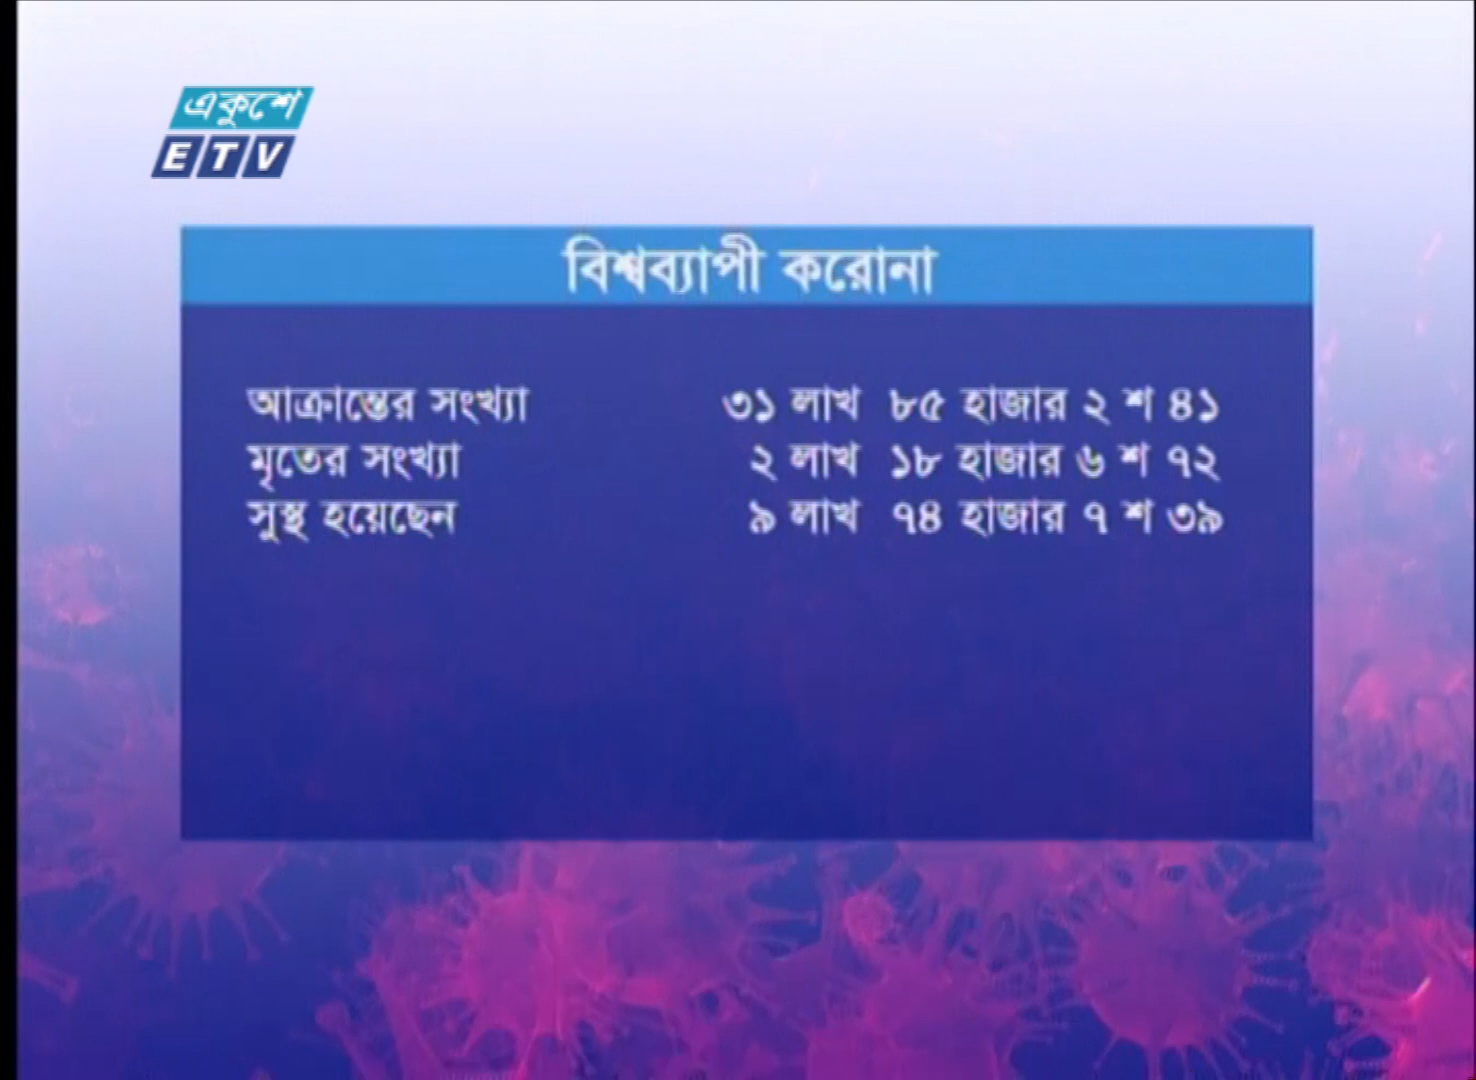 একুশে
ETV
বিশ্বব্যাপী করোনা
আক্রান্তের সংখ্যা ৩১ লাখ ৮৫ হাজার ২ শ ৪১
মৃতের সংখ্যা ২ লাখ ১৮ হাজার ৬ শ ৭২
সুস্থ হয়েছেন ৯ লাখ ৭৪ হাজার ৭ শ ৩৯